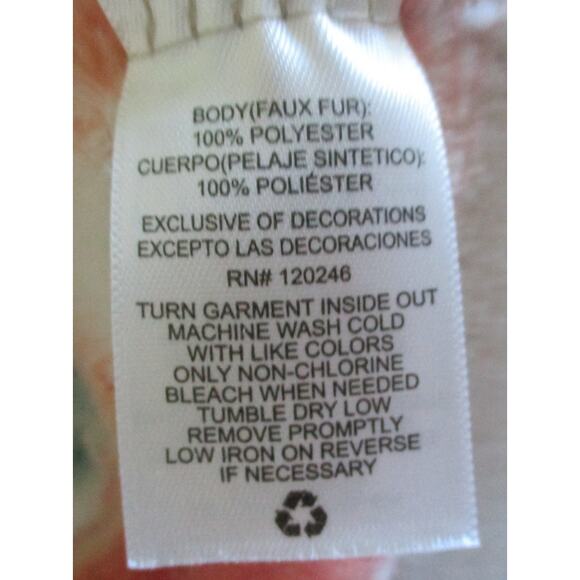 BODY(FAUX FUR):
100% POLYESTER
CUERPO(PELAJE SINTETICO):
100% POLIÉSTER
EXCLUSIVE OF DECORATIONS
EXCEPTO LAS DECORACIONES
RN# 120246
TURN GARMENT INSIDE OUT
MACHINE WASH COLD
WITH LIKE COLORS
ONLY NON-CHLORINE
BLEACH WHEN NEEDED
TUMBLE DRY LOW
REMOVE PROMPTLY
LOW IRON ON REVERSE
IF NECESSARY